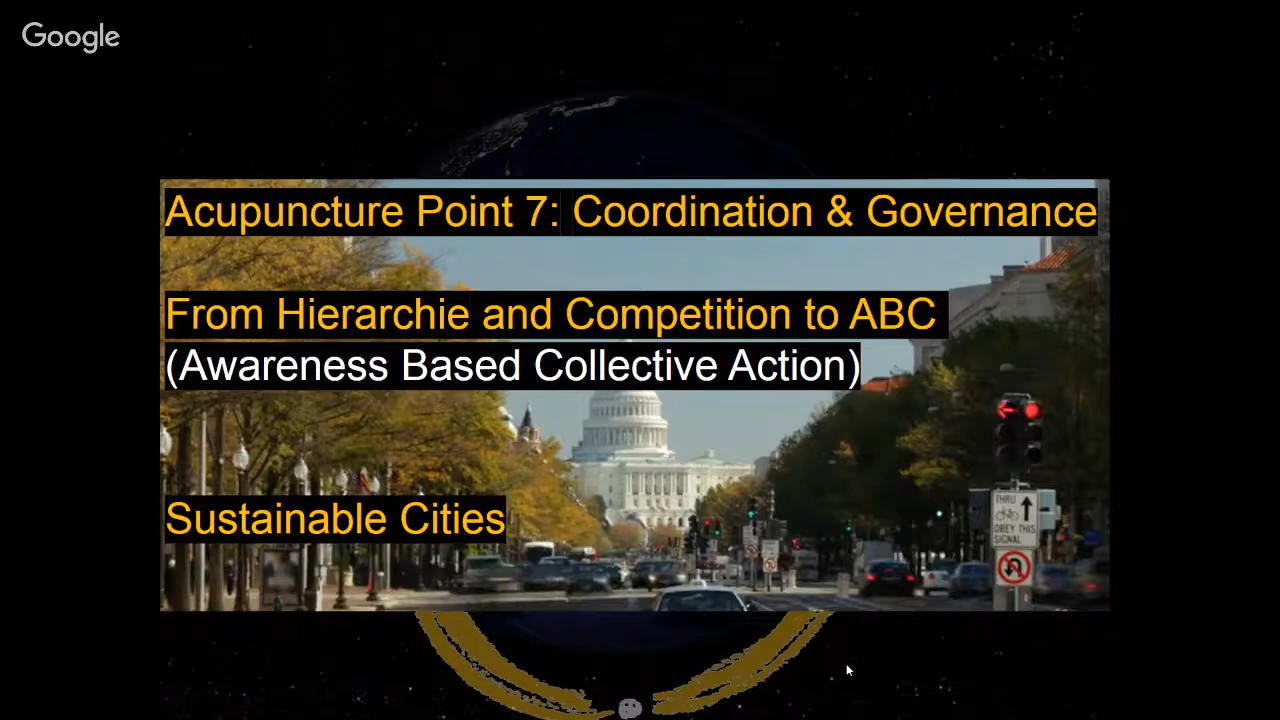 Google
Acupuncture Point 7: Coordination & Governance
From Hierarchie and Competition to ABC
(Awareness Based Collective Action)
Sustainable Cities
THRU
OBEY THIS
SIGNAL